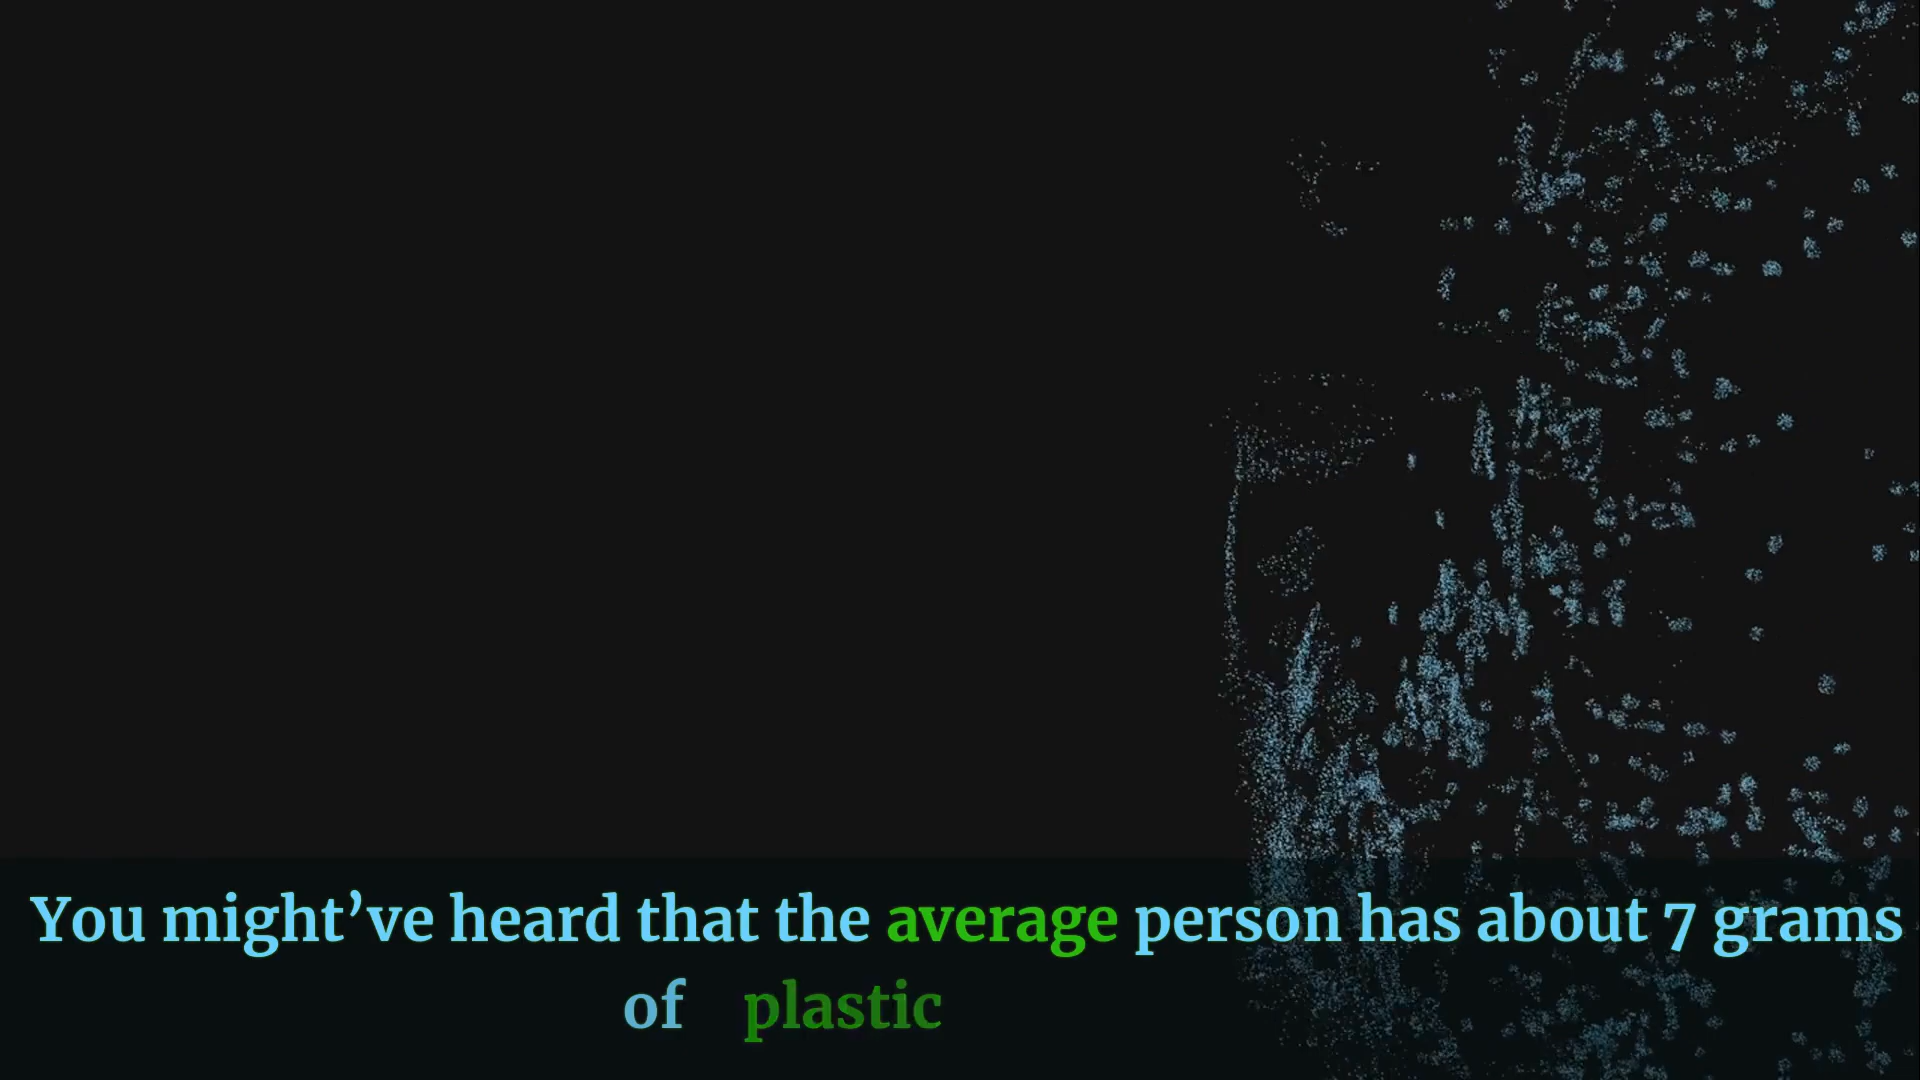 You might’ve heard that the average person has about 7 grams
of plastic